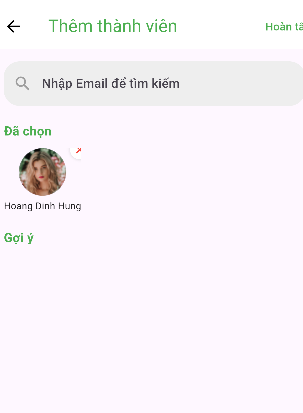 Thêm thành viên
Hoàn tấ
Nhập Email để tìm kiếm
Đã chọn
Hoang Dinh Hung
Gợi ý